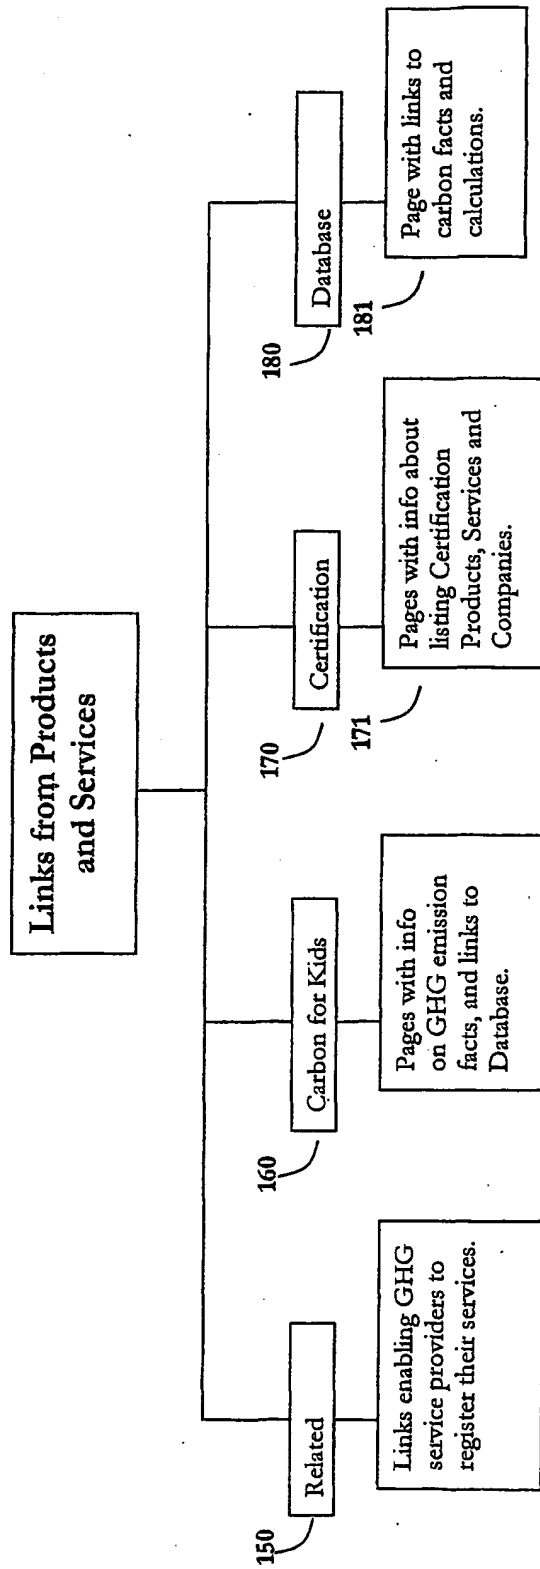 Links from Products
and Services
150
Related
Links enabling GHG
service providers to
register their services.
160
Carbon for Kids
Pages with info
on GHG emission
facts, and links to
Database.
170
Certification
171
Pages with info about
listing Certification
Products, Services and
Companies.
180
Database
181
Page with links to
carbon facts and
calculations.